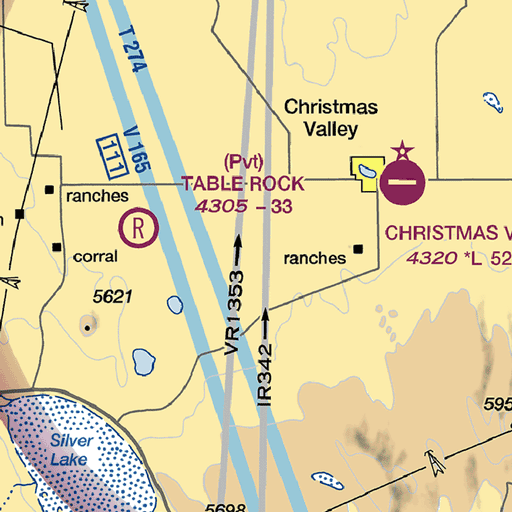 T 274
Christmas
Valley
V 165
111
(Pvt)
TABLE ROCK
4305 - 33
ranches
R
CHRISTMAS V
4320 *L 52
corral
ranches
5621
VR1353
IR342
595
Silver
Lake
5698